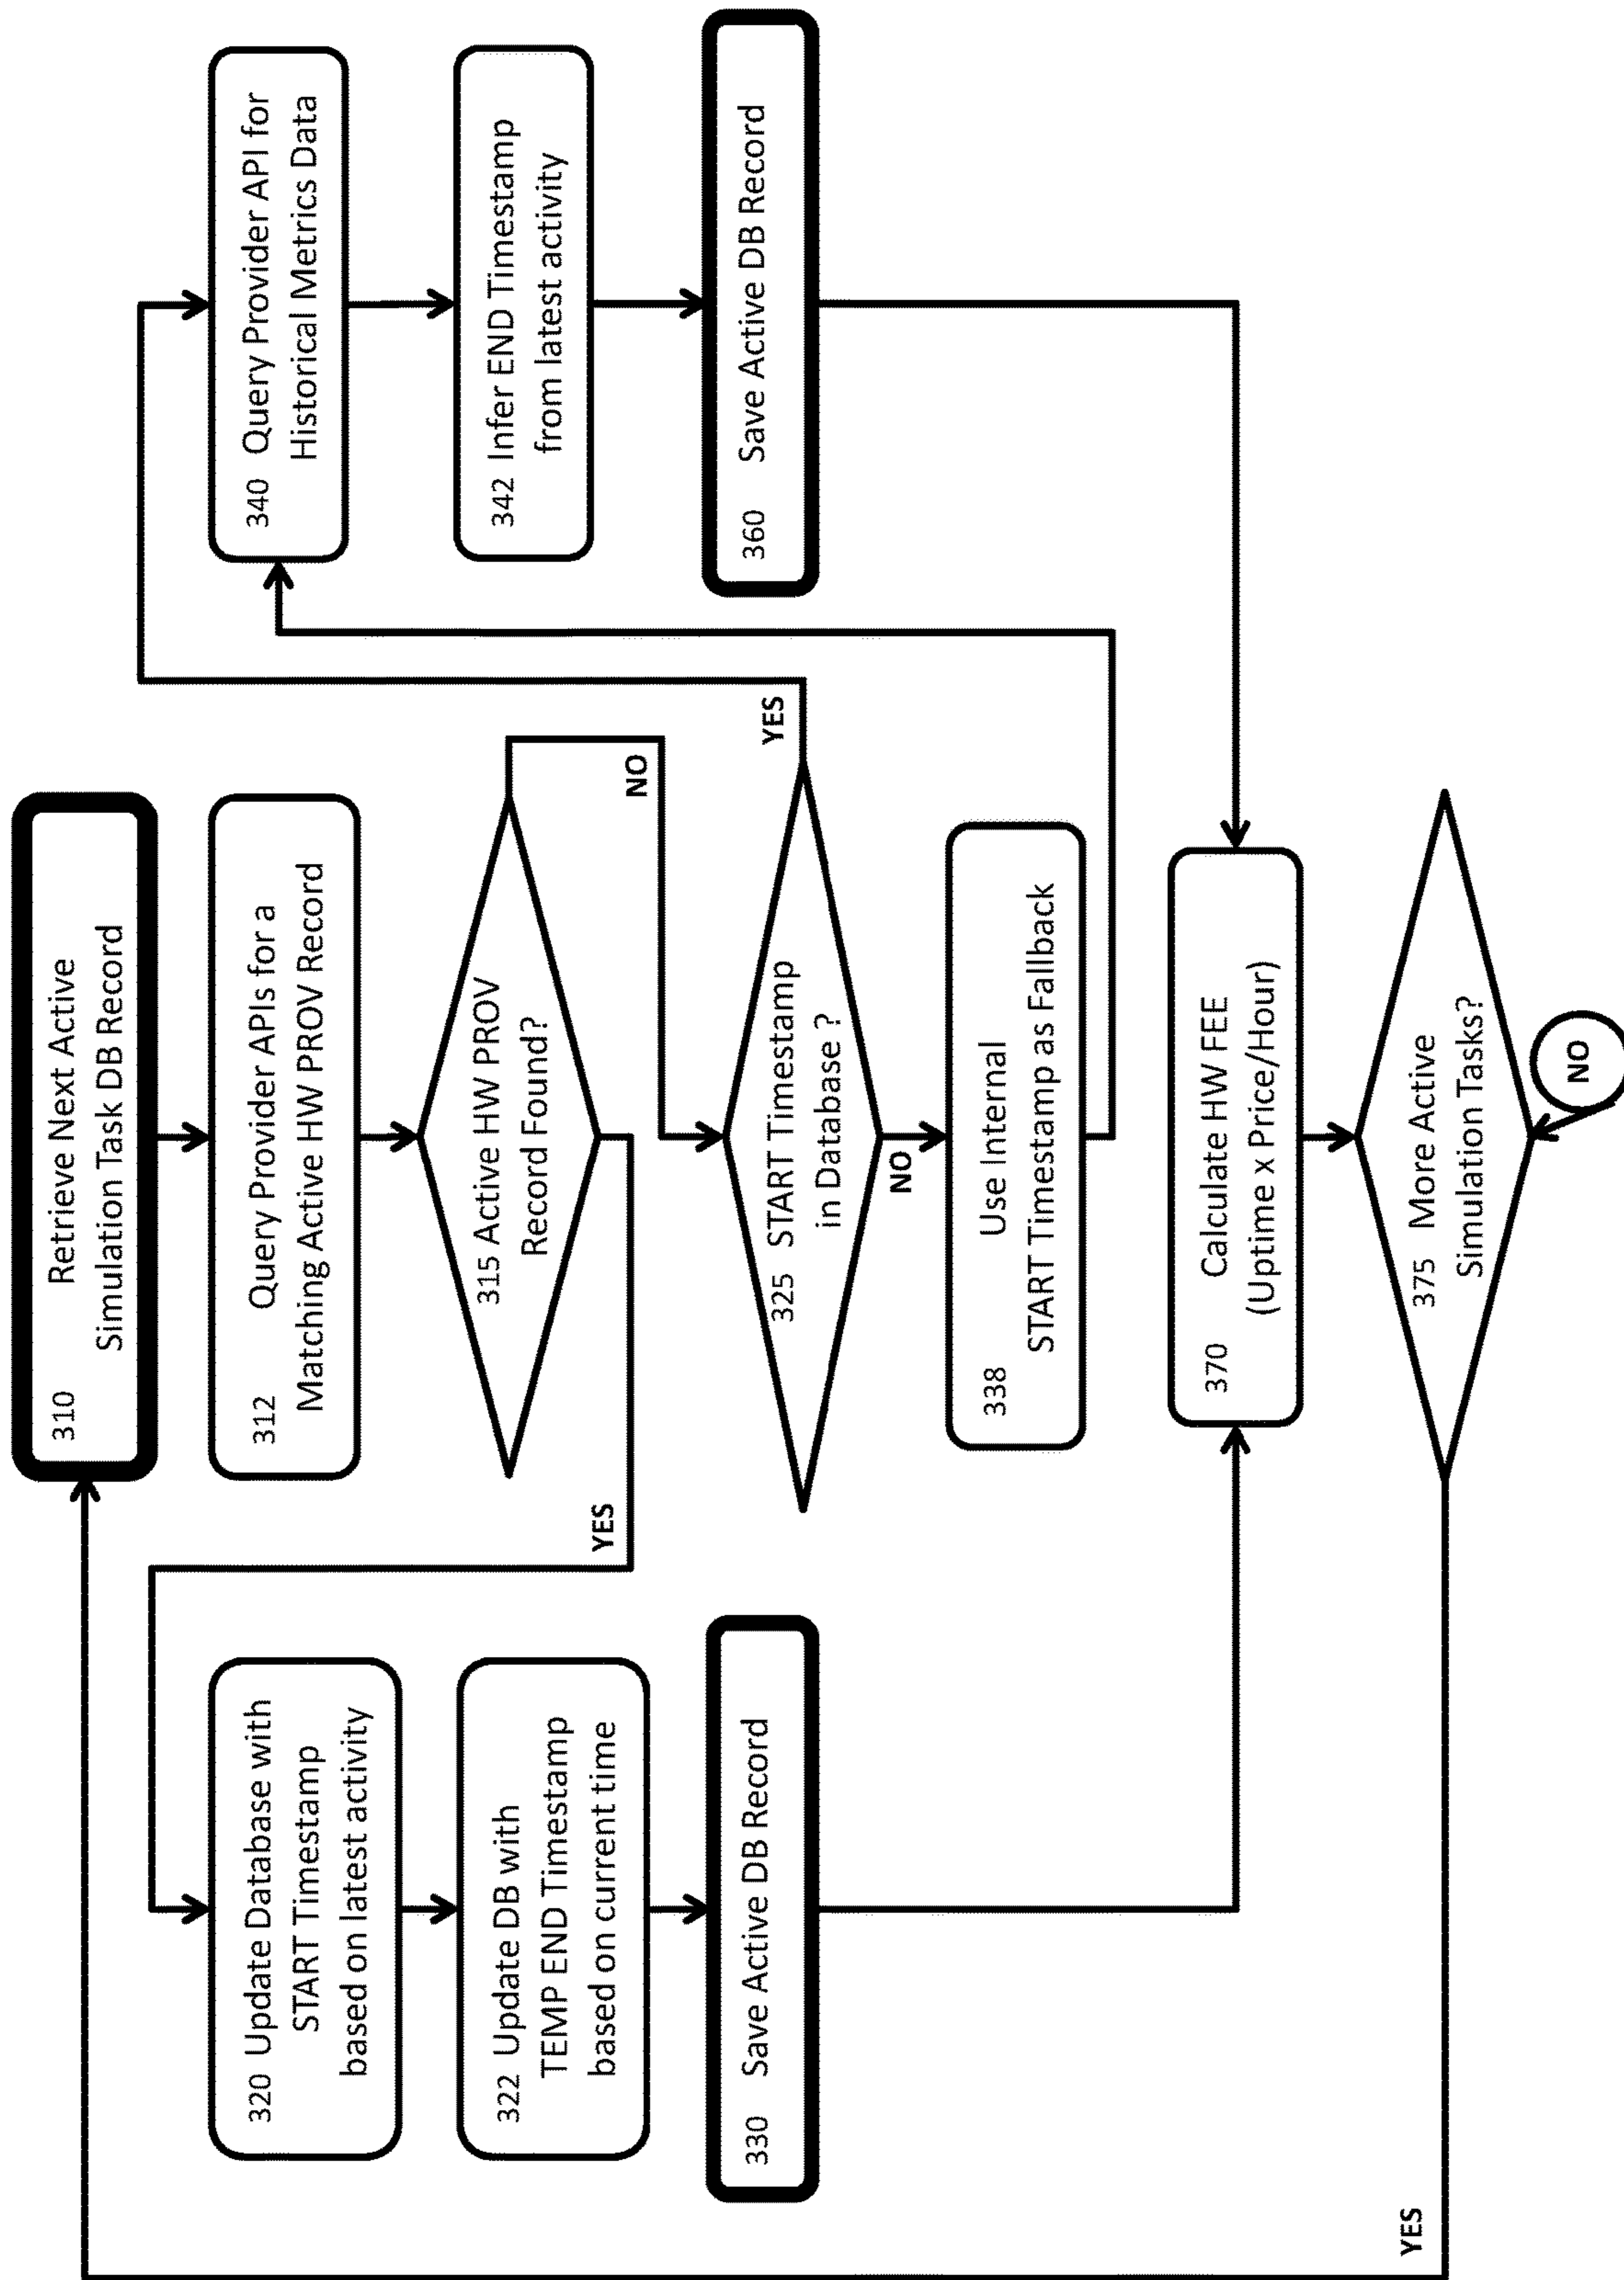 310 Retrieve Next Active
Simulation Task DB Record
312 Query Provider APIs for a
Matching Active HW PROV Record
315 Active HW PROV
Record Found?
YES
NO
320 Update Database with
START Timestamp
based on latest activity
322 Update DB with
TEMP END Timestamp
based on current time
330 Save Active DB Record
325 START Timestamp
in Database ?
YES
NO
338 Use Internal
START Timestamp as Fallback
340 Query Provider API for
Historical Metrics Data
342 Infer END Timestamp
from latest activity
360 Save Active DB Record
370 Calculate HW FEE
(Uptime x Price/Hour)
375 More Active
Simulation Tasks?
YES
NO